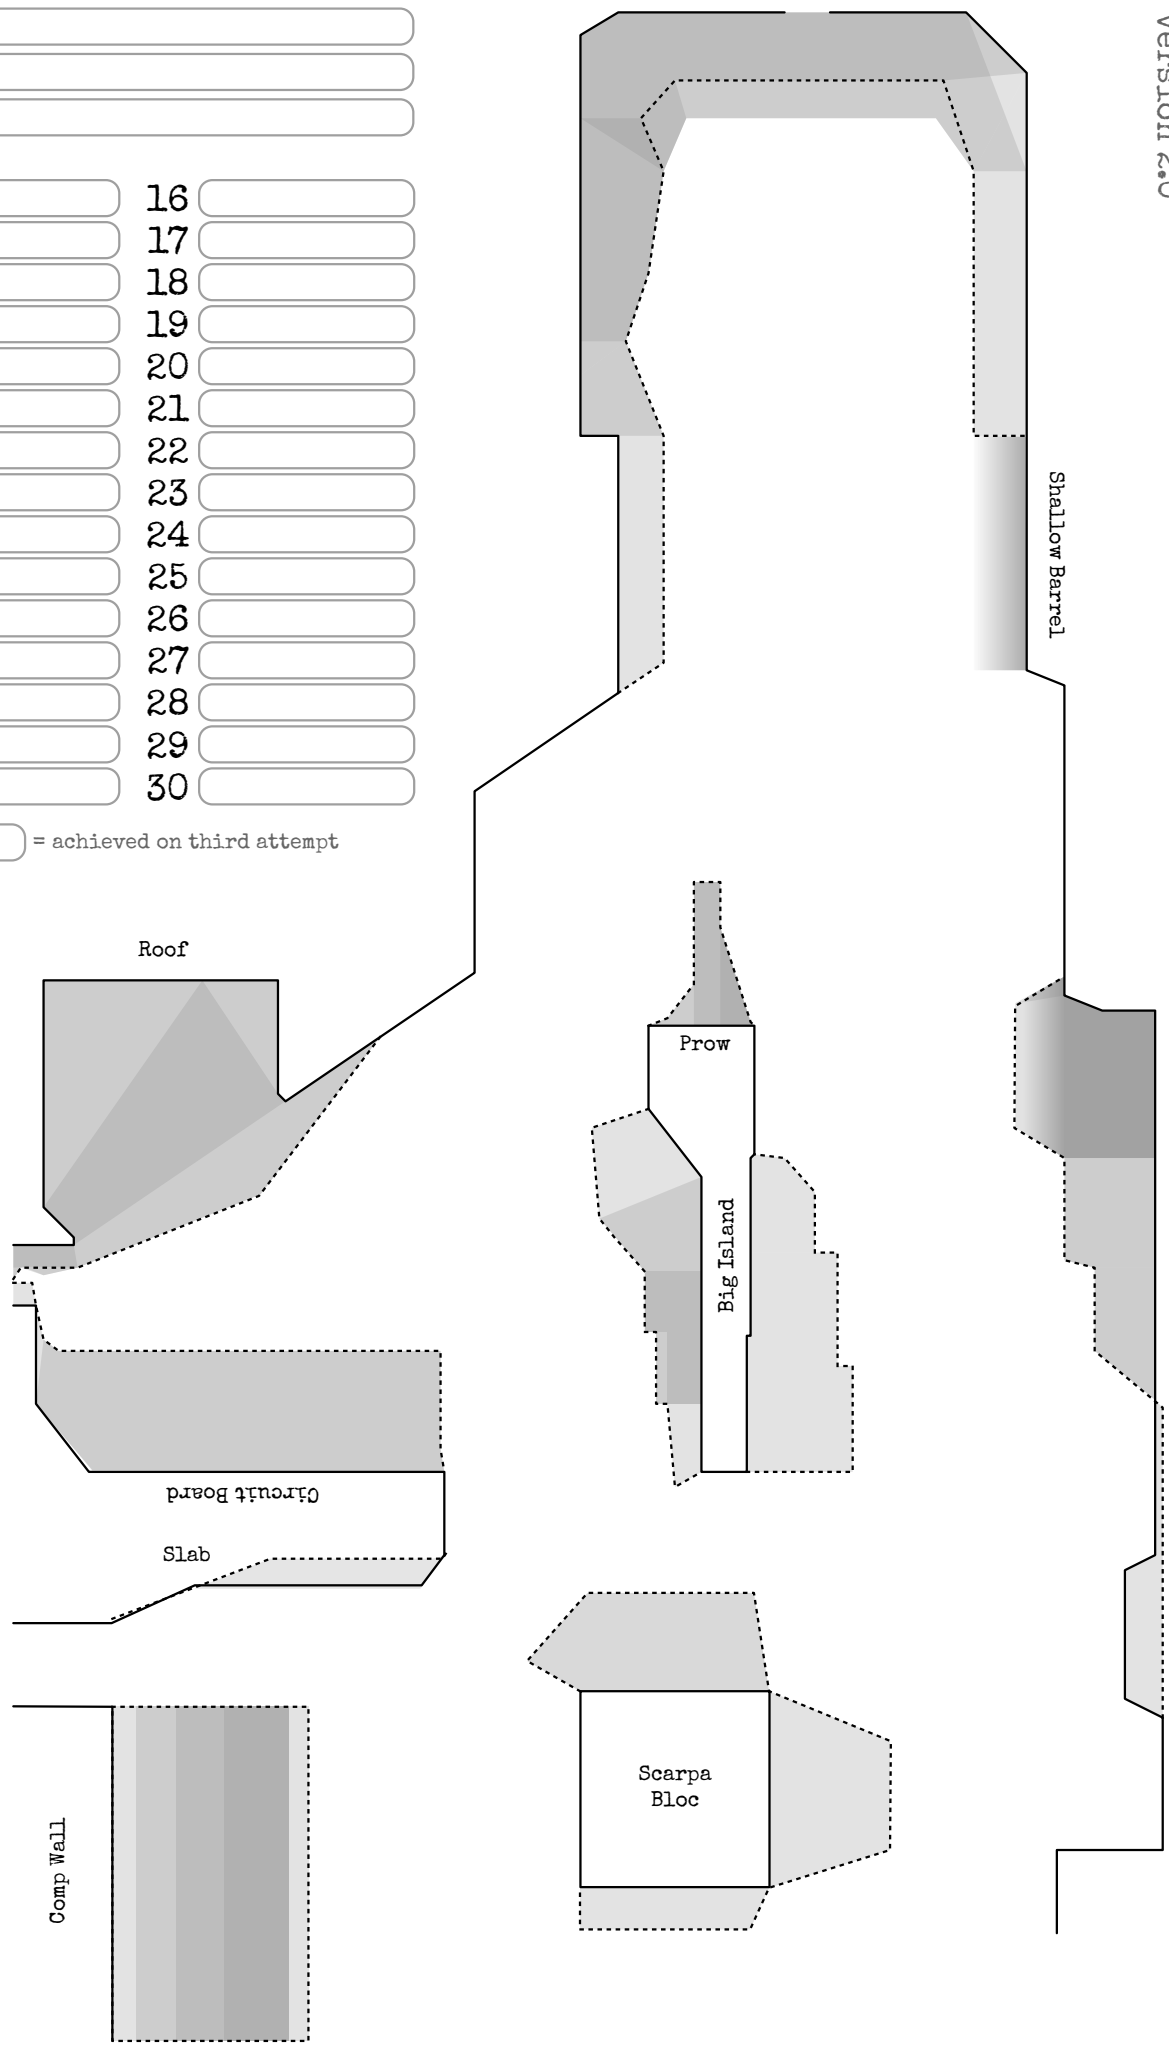 version 2.0
16
17
18
19
20
21
22
23
24
25
26
27
28
29
30
= achieved on third attempt
Shallow Barrel
Roof
Prow
Big Island
Circuit Board
Slab
Scarpa
Bloc
Comp Wall